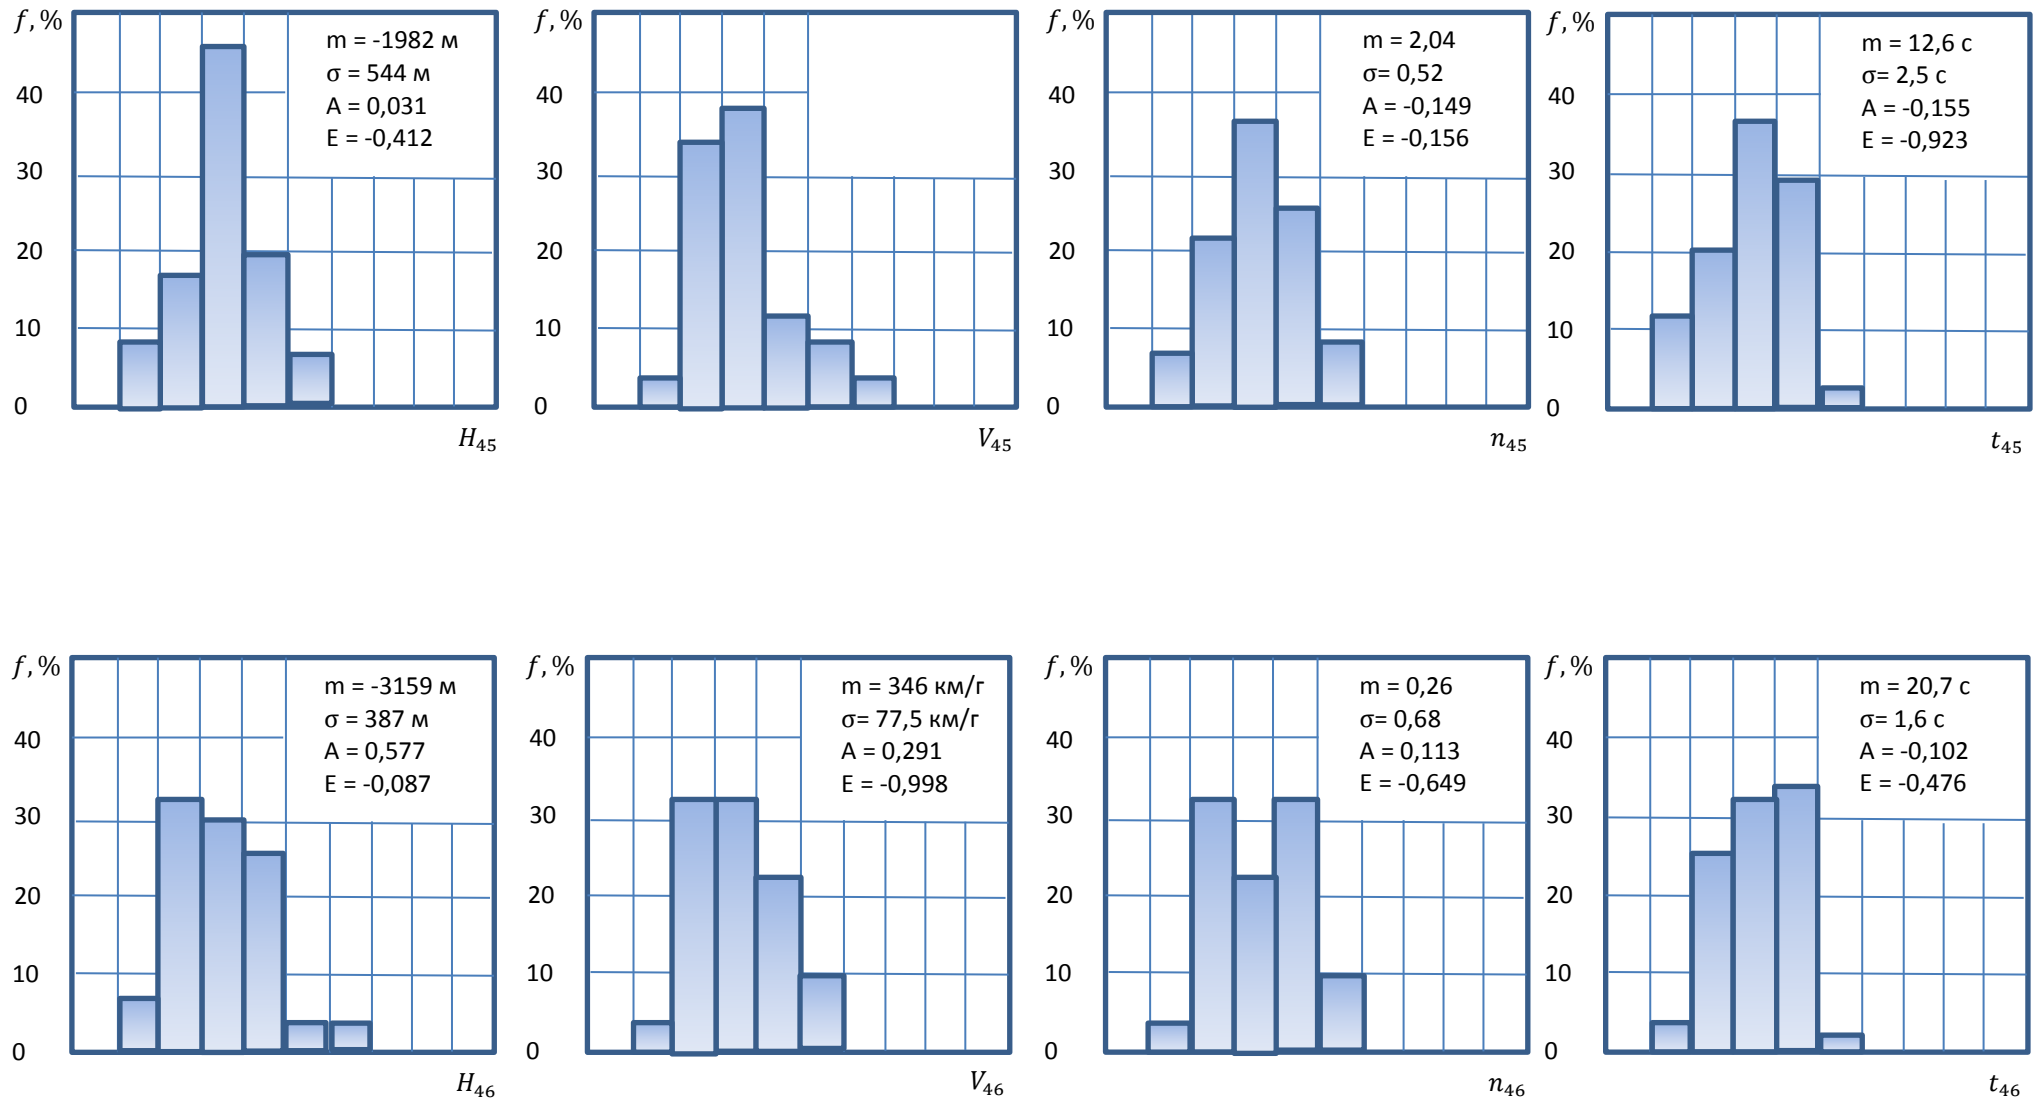 f, %
40
30
20
10
0
m = -1982 м
σ = 544 м
A = 0,031
E = -0,412
H45
f, %
40
30
20
10
0
V45
f, %
40
30
20
10
0
m = 2,04
σ= 0,52
A = -0,149
E = -0,156
n45
f, %
40
30
20
10
0
m = 12,6 с
σ= 2,5 с
A = -0,155
E = -0,923
t45
f, %
40
30
20
10
0
m = -3159 м
σ = 387 м
A = 0,577
E = -0,087
H46
f, %
40
30
20
10
0
m = 346 км/г
σ= 77,5 км/г
A = 0,291
E = -0,998
V46
f, %
40
30
20
10
0
m = 0,26
σ= 0,68
A = 0,113
E = -0,649
n46
f, %
40
30
20
10
0
m = 20,7 с
σ= 1,6 с
A = -0,102
E = -0,476
t46